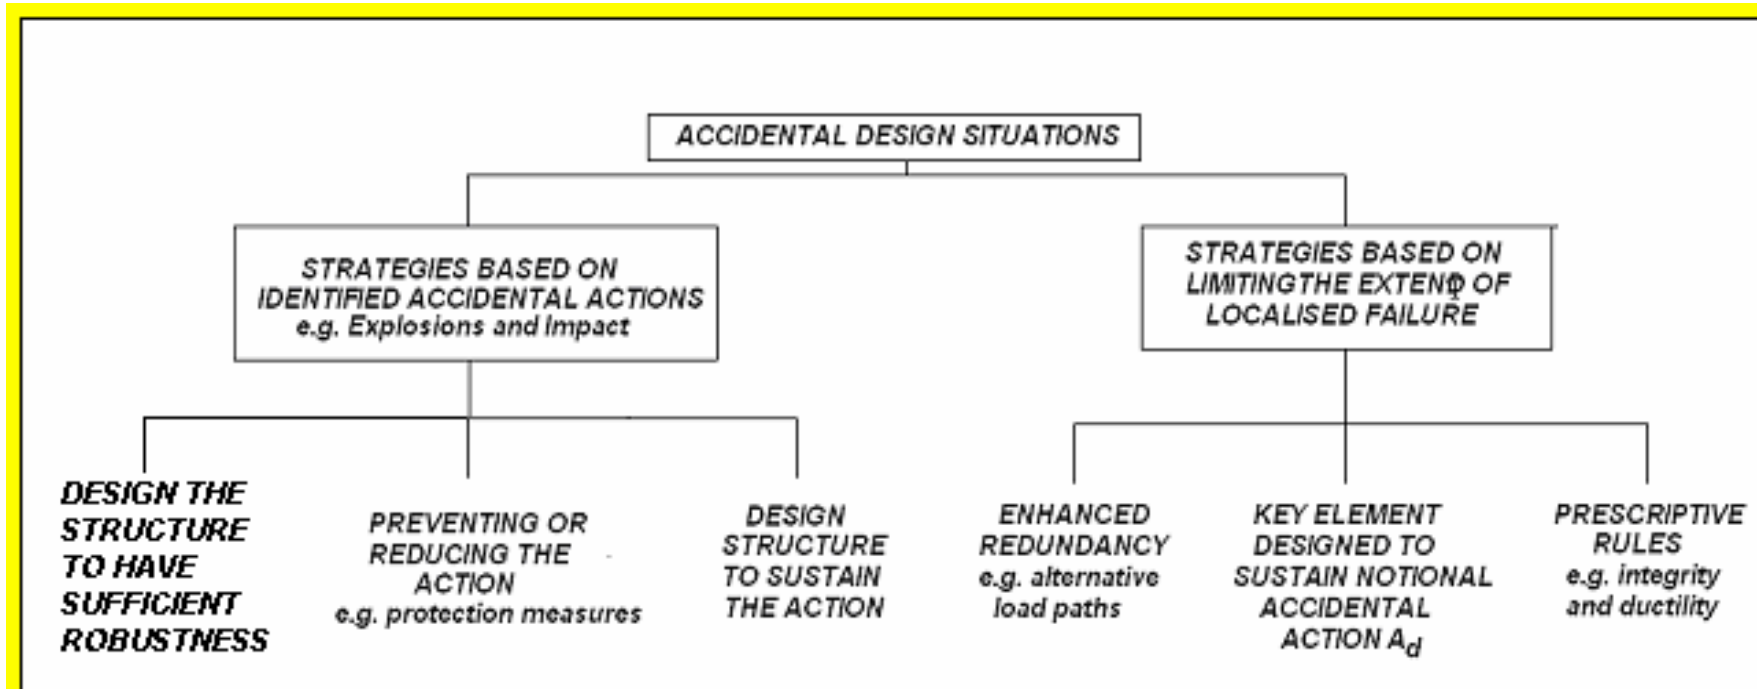 ACCIDENTAL DESIGN SITUATIONS
STRATEGIES BASED ON
IDENTIFIED ACCIDENTAL ACTIONS
e.g. Explosions and Impact
STRATEGIES BASED ON
LIMITING THE EXTENφ OF
LOCALISED FAILURE
DESIGN THE
STRUCTURE
TO HAVE
SUFFICIENT
ROBUSTNESS
PREVENTING OR
REDUCING THE
ACTION
e.g. protection measures
DESIGN
STRUCTURE
TO SUSTAIN
THE ACTION
ENHANCED
REDUNDANCY
e.g. alternative
load paths
KEY ELEMENT
DESIGNED TO
SUSTAIN NOTIONAL
ACCIDENTAL
ACTION Ad
PRESCRIPTIVE
RULES
e.g. integrity
and ductility